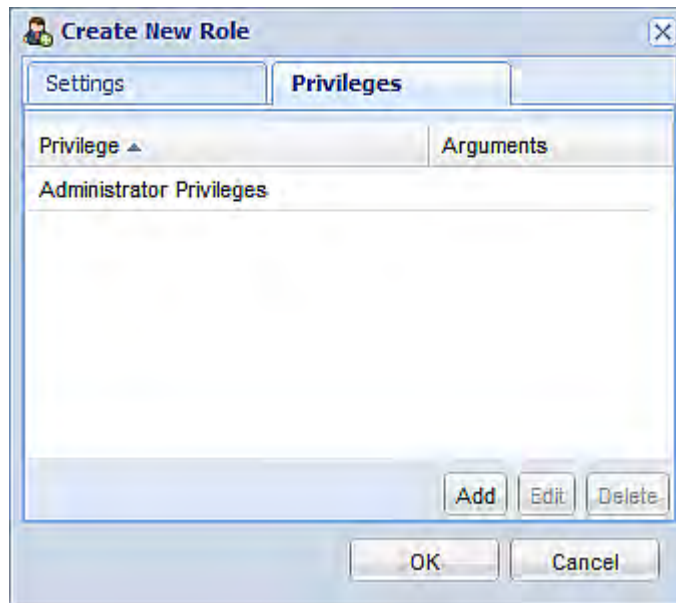 Create New Role
Settings Privileges
Privilege Arguments
Administrator Privileges
Add Edit Delete
OK Cancel